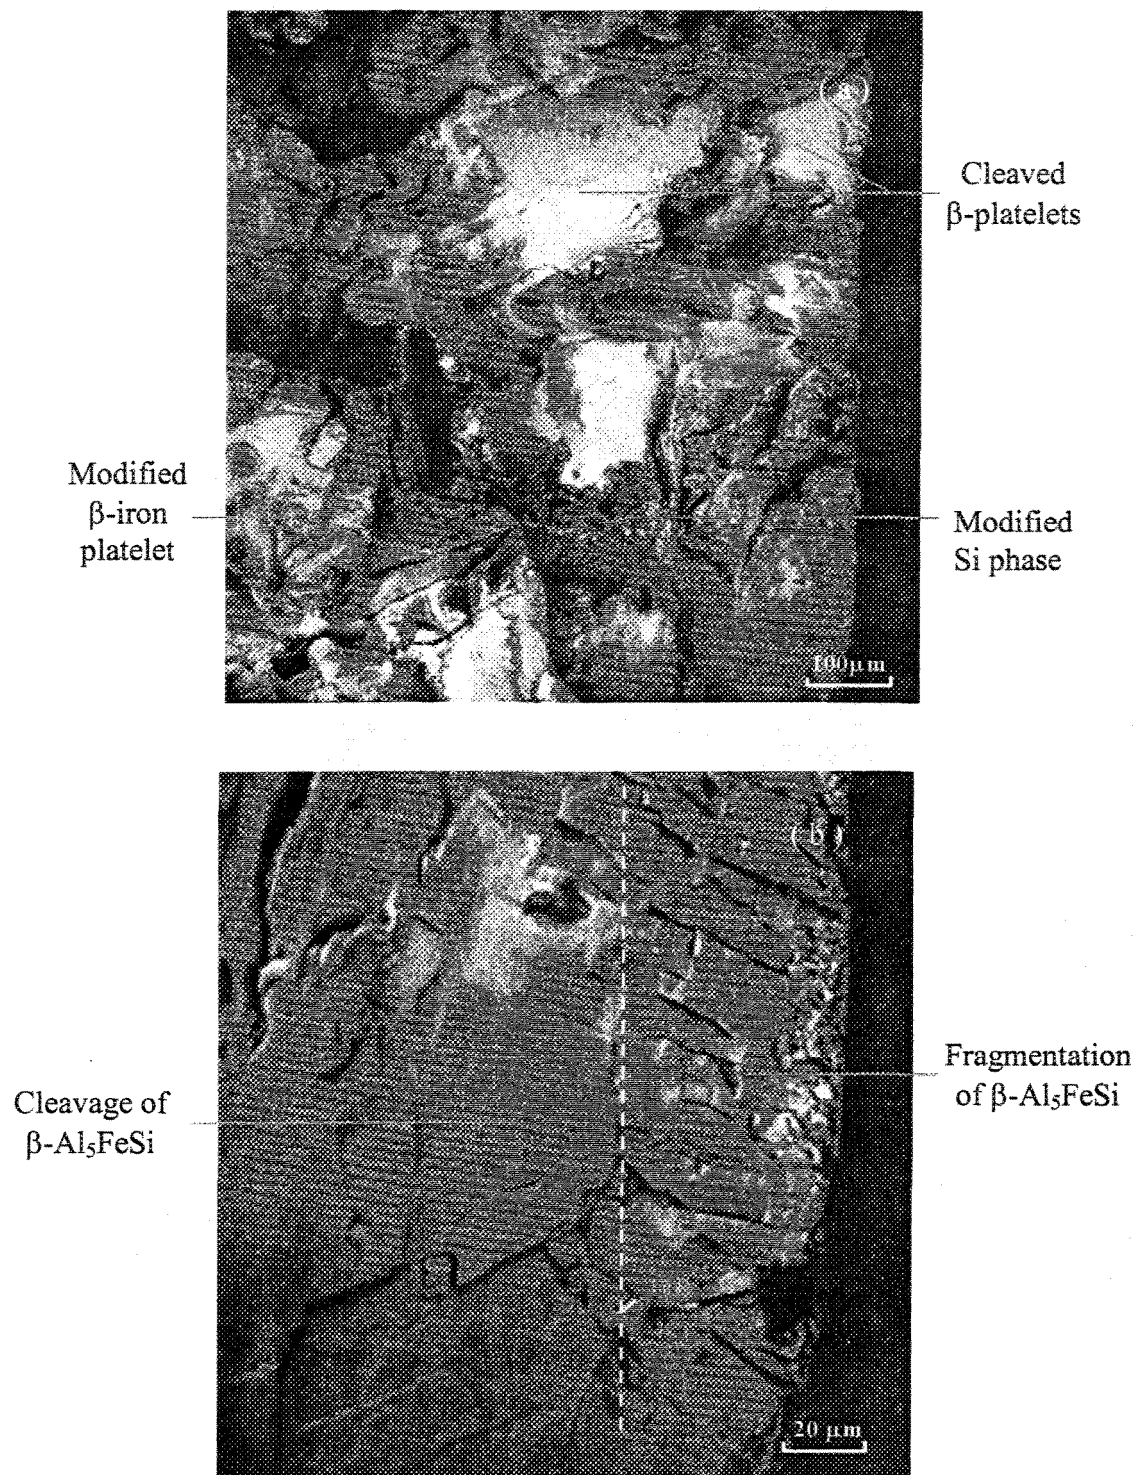 (a)
Cleaved
β-platelets
Modified
β-iron
platelet
Modified
Si phase
100μm
(b)
Fragmentation
of β-Al₅FeSi
Cleavage of
β-Al₅FeSi
20 μm